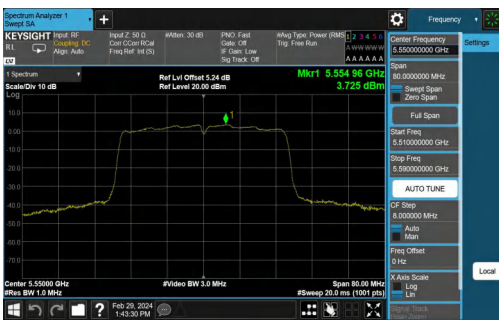 Spectrum Analyzer 1
Swept SA
Frequency
KEYSIGHT
Input: RF
Input Z: 50 Ω
#Atten: 30 dB
PNO: Fast
#Avg Type: Power (RMS
1 2 3 4 5 6
RL
Coupling: DC
Corr CCorr RCal
Gate: Off
Trig: Free Run
A WWWWW
Align: Auto
Freq Ref: Int (S)
IF Gain: Low
A A A A A A
Sig Track: Off
LW
1 Spectrum
Ref Lvl Offset 5.24 dB
Mkr1 5.554 96 GHz
Scale/Div 10 dB
Ref Level 20.00 dBm
3.725 dBm
Log
1
10.0
0.00
-10.0
-20.0
-30.0
-40.0
-50.0
-60.0
-70.0
Center 5.55000 GHz
#Video BW 3.0 MHz
Span 80.00 MHz
#Res BW 1.0 MHz
#Sweep 20.0 ms (1001 pts)
Feb 29, 2024
1:43:30 PM
Center Frequency
5.550000000 GHz
Settings
Span
80.0000000 MHz
Swept Span
Zero Span
Full Span
Start Freq
5.510000000 GHz
Stop Freq
5.590000000 GHz
AUTO TUNE
CF Step
8.000000 MHz
Auto
Man
Freq Offset
0 Hz
X Axis Scale
Log
Lin
Local
Signal Track